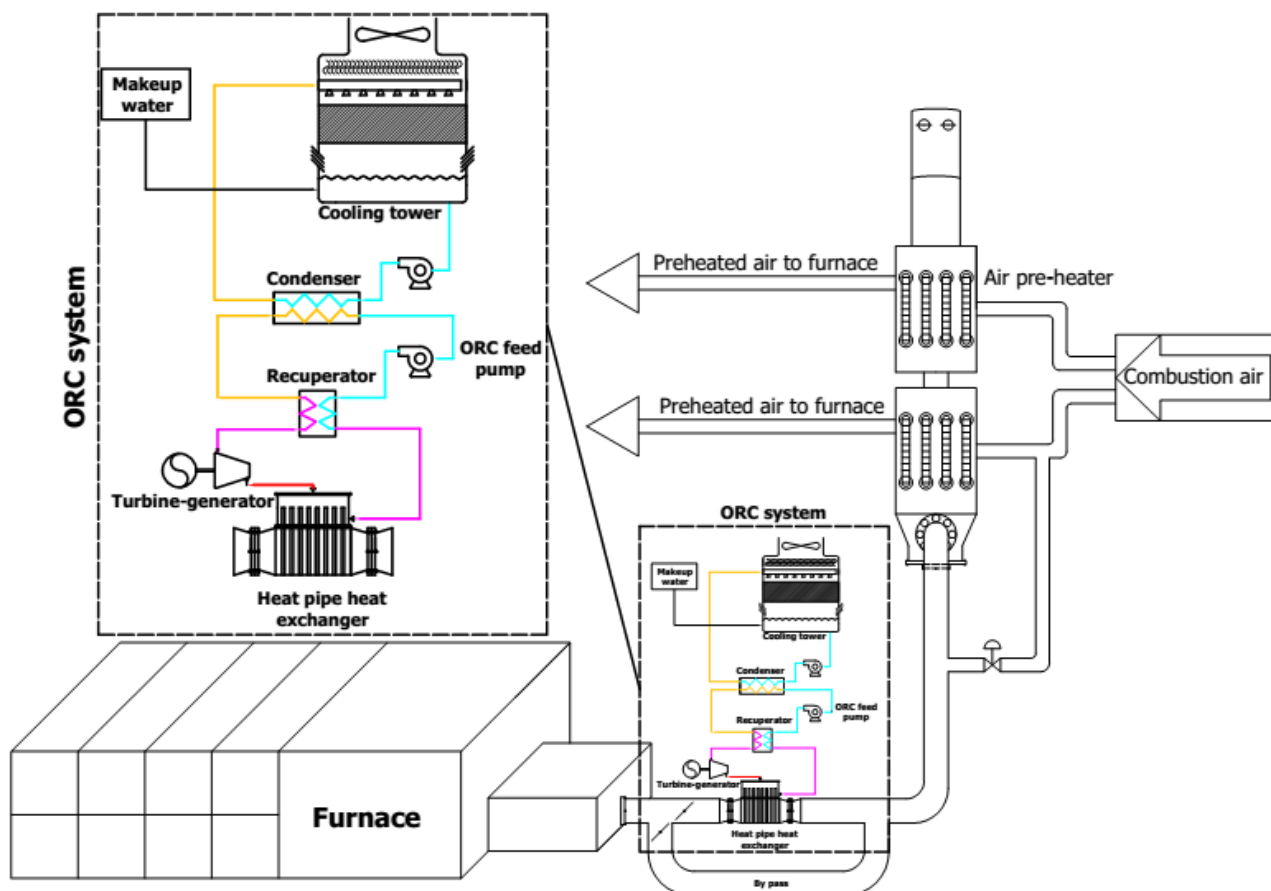 Makeup
water
Cooling tower
Condenser
ORC feed
pump
Recuperator
Turbine-generator
Heat pipe heat
exchanger
ORC system
Preheated air to furnace
Air pre-heater
Combustion air
Preheated air to furnace
ORC system
Makeup
water
Cooling tower
Condenser
ORC feed
pump
Recuperator
Turbine-generator
Heat pipe heat
exchanger
By pass
Furnace